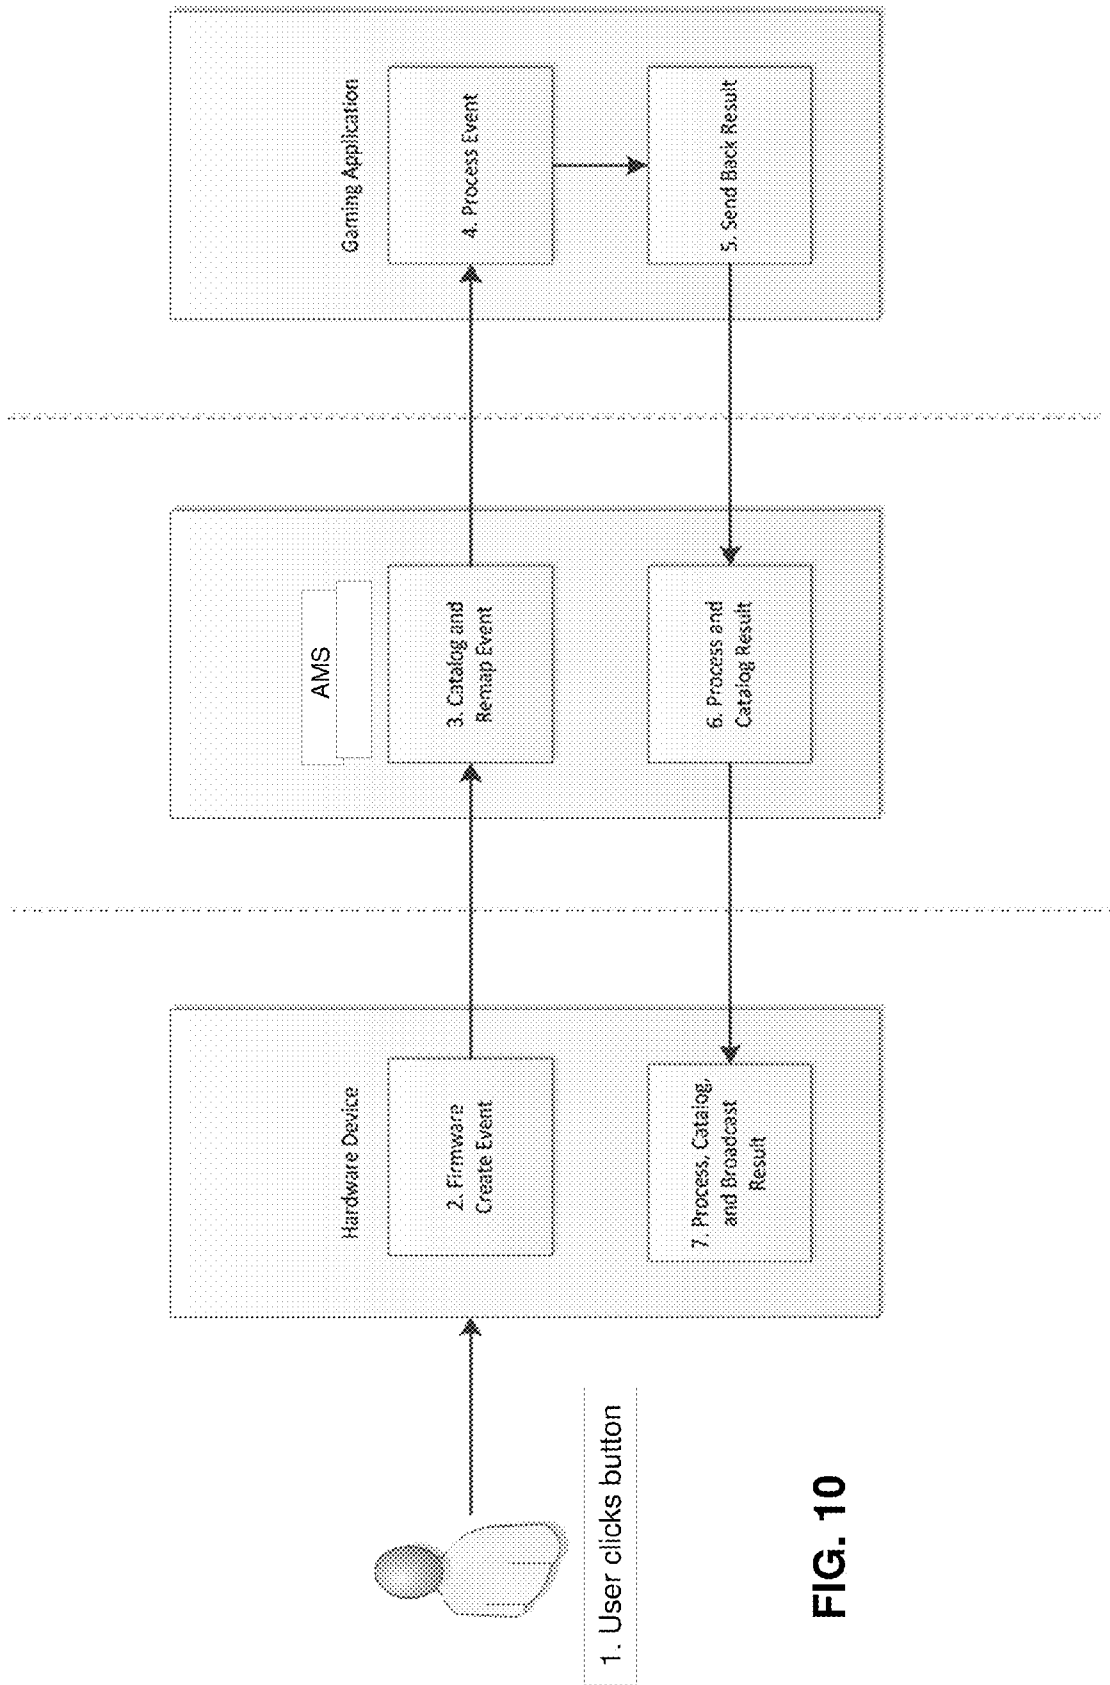 Hardware Device
AMS
Gaming Application
2. Firmware
Create Event
3. Catalog and
Remap Event
4. Process Event
7. Process, Catalog,
and Broadcast
Result
6. Process and
Catalog Result
5. Send Back Result
1. User clicks button
FIG. 10